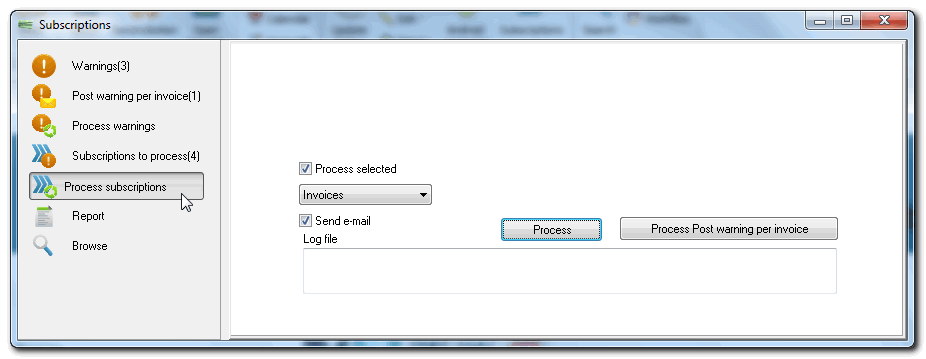 Subscriptions
Warnings(3)
Post warning per invoice(1)
Process warnings
Subscriptions to process(4)
Process subscriptions
Report
Browse
Process selected
Invoices
Send e-mail
Process
Process Post warning per invoice
Log file